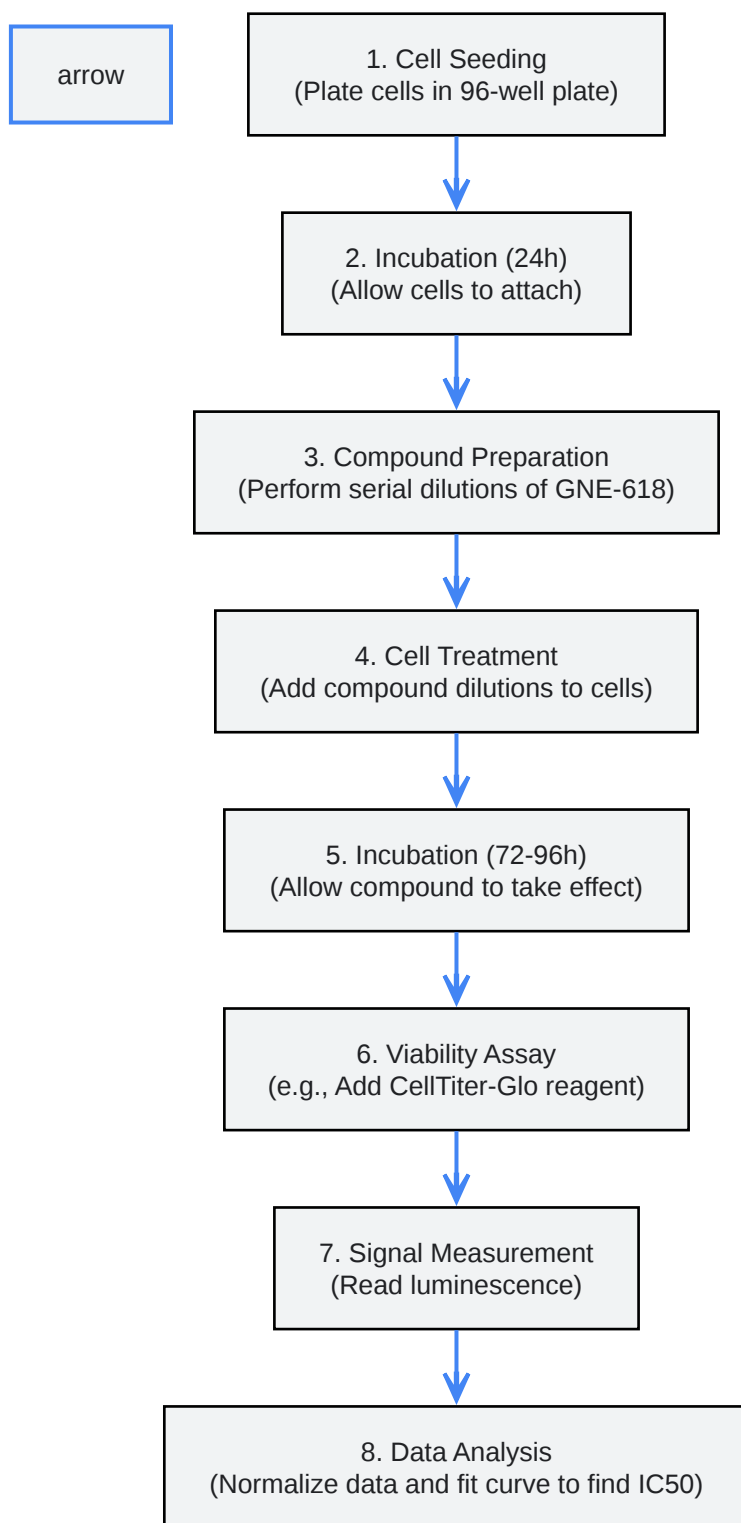 arrow
1. Cell Seeding
(Plate cells in 96-well plate)
2. Incubation (24h)
(Allow cells to attach)
3. Compound Preparation
(Perform serial dilutions of GNE-618)
4. Cell Treatment
(Add compound dilutions to cells)
5. Incubation (72-96h)
(Allow compound to take effect)
6. Viability Assay
(e.g., Add CellTiter-Glo reagent)
7. Signal Measurement
(Read luminescence)
8. Data Analysis
(Normalize data and fit curve to find IC50)